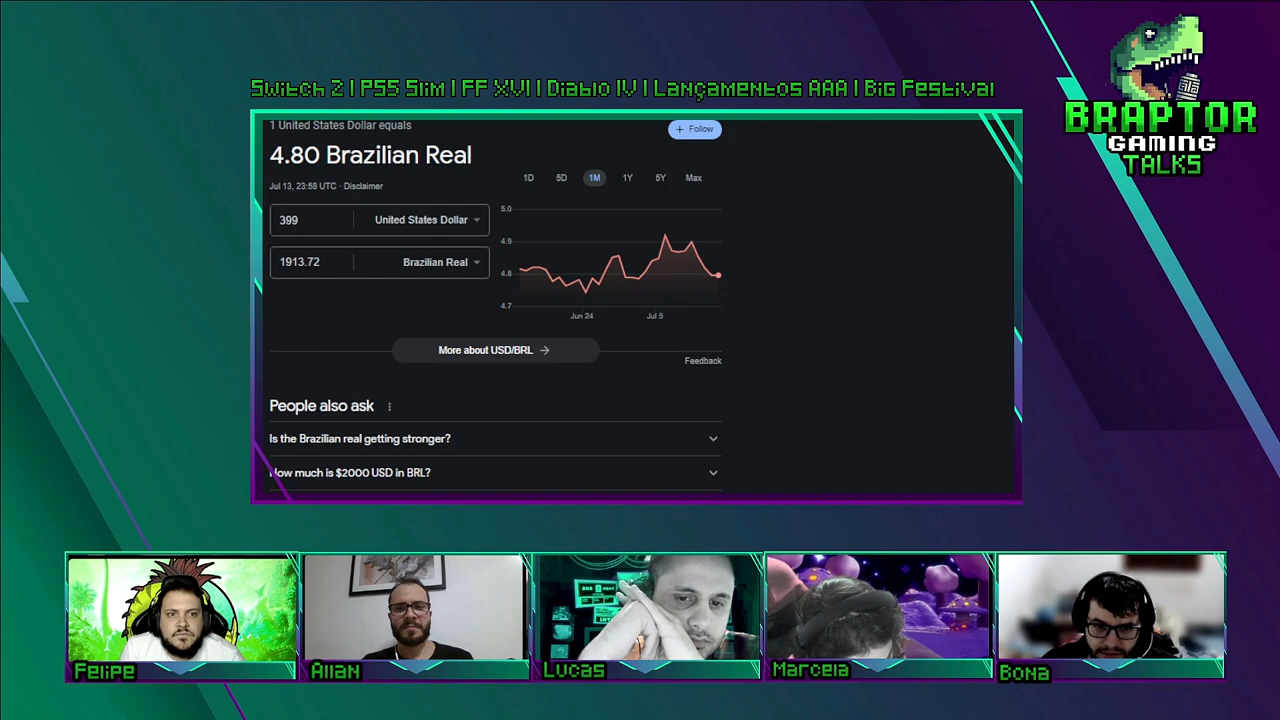 Switch 2 | PS5 Slim | FF XVI | Diablo IV | Lançamentos AAA | Big Festival
BRAPTOR
GAMING
TALKS
1 United States Dollar equals
+ Follow
4.80 Brazilian Real
Jul 13, 23:58 UTC · Disclaimer
1D 5D 1M 1Y 5Y Max
399 United States Dollar
1913.72 Brazilian Real
5.0
4.9
4.8
4.7
Jun 24 Jul 5
More about USD/BRL →
Feedback
People also ask
Is the Brazilian real getting stronger?
How much is $2000 USD in BRL?
Felipe
Allan
Lucas
Marcela
Bona